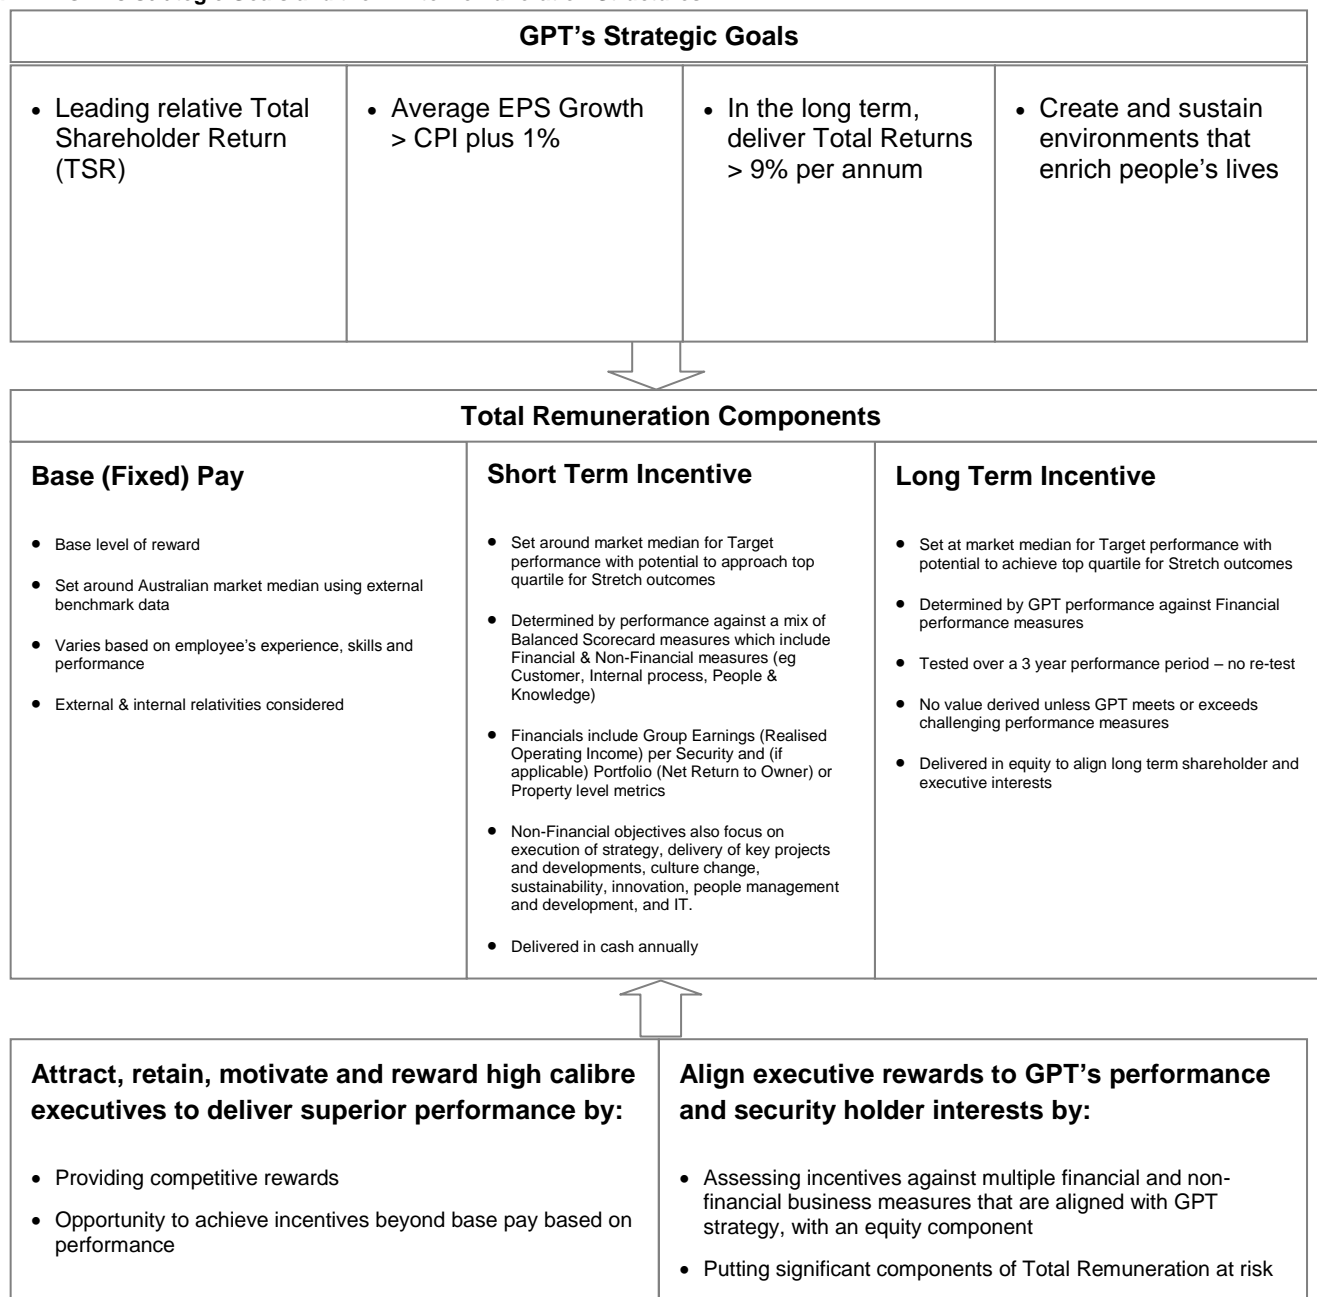 GPT's Strategic Goals
• Leading relative Total
Shareholder Return
(TSR)
• Average EPS Growth
> CPI plus 1%
• In the long term,
deliver Total Returns
> 9% per annum
• Create and sustain
environments that
enrich people's lives
Total Remuneration Components
Base (Fixed) Pay
• Base level of reward
• Set around Australian market median using external
benchmark data
• Varies based on employee's experience, skills and
performance
• External & internal relativities considered
Short Term Incentive
• Set around market median for Target
performance with potential to approach top
quartile for Stretch outcomes
• Determined by performance against a mix of
Balanced Scorecard measures which include
Financial & Non-Financial measures (eg
Customer, Internal process, People &
Knowledge)
• Financials include Group Earnings (Realised
Operating Income) per Security and (if
applicable) Portfolio (Net Return to Owner) or
Property level metrics
• Non-Financial objectives also focus on
execution of strategy, delivery of key projects
and developments, culture change,
sustainability, innovation, people management
and development, and IT.
• Delivered in cash annually
Long Term Incentive
• Set at market median for Target performance with
potential to achieve top quartile for Stretch outcomes
• Determined by GPT performance against Financial
performance measures
• Tested over a 3 year performance period – no re-test
• No value derived unless GPT meets or exceeds
challenging performance measures
• Delivered in equity to align long term shareholder and
executive interests
Attract, retain, motivate and reward high calibre
executives to deliver superior performance by:
• Providing competitive rewards
• Opportunity to achieve incentives beyond base pay based on
performance
Align executive rewards to GPT's performance
and security holder interests by:
• Assessing incentives against multiple financial and non-
financial business measures that are aligned with GPT
strategy, with an equity component
• Putting significant components of Total Remuneration at risk